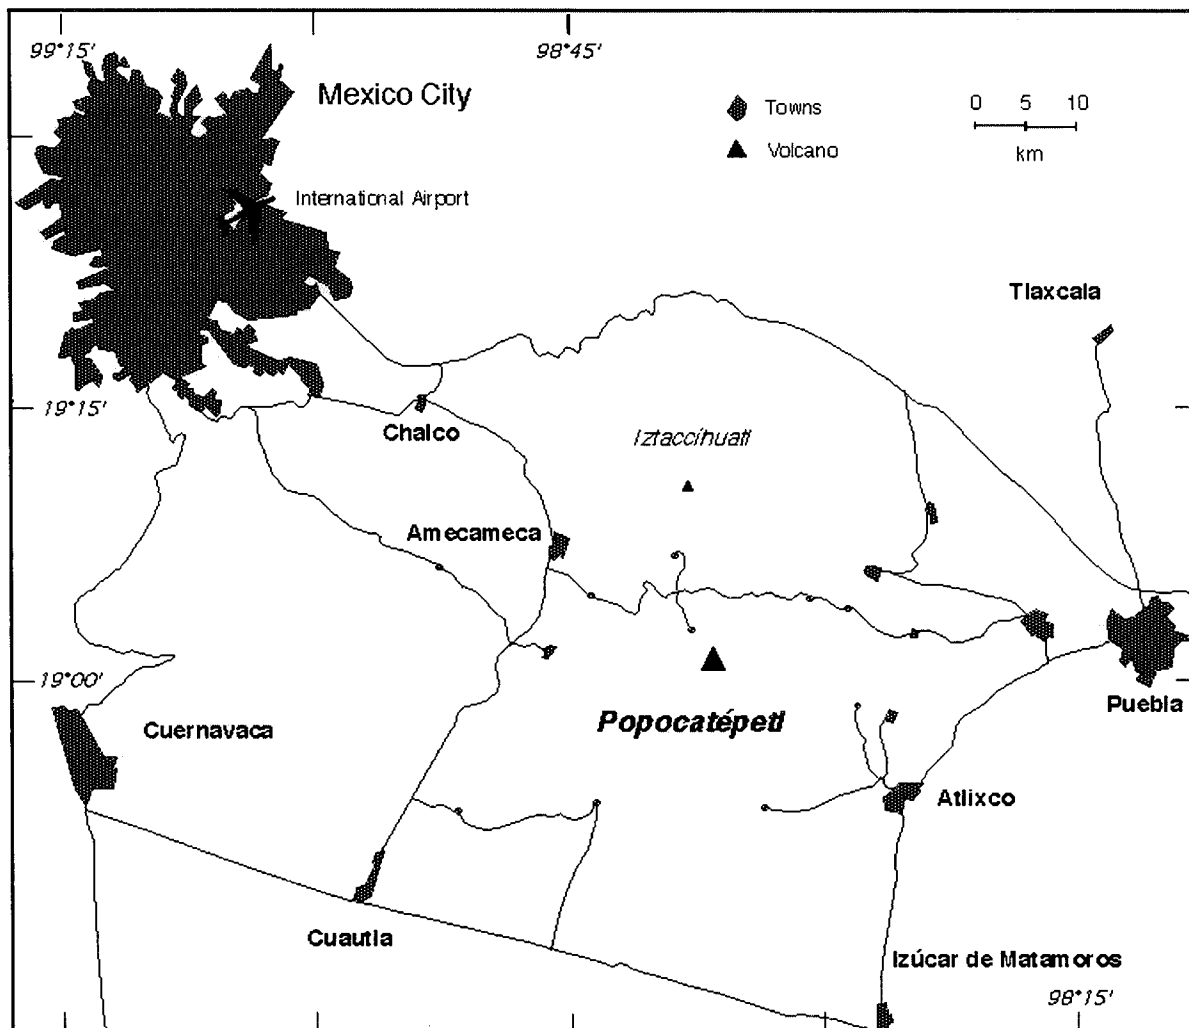 99°15'
98°45'
Mexico City
Towns
0 5 10
Volcano
km
International Airport
Tlaxcala
19°15'
Chalco
Iztaccíhuatl
Amecameca
19°00'
Puebla
Cuernavaca
Popocatépetl
Atlixco
Cuautla
Izúcar de Matamoros
98°15'